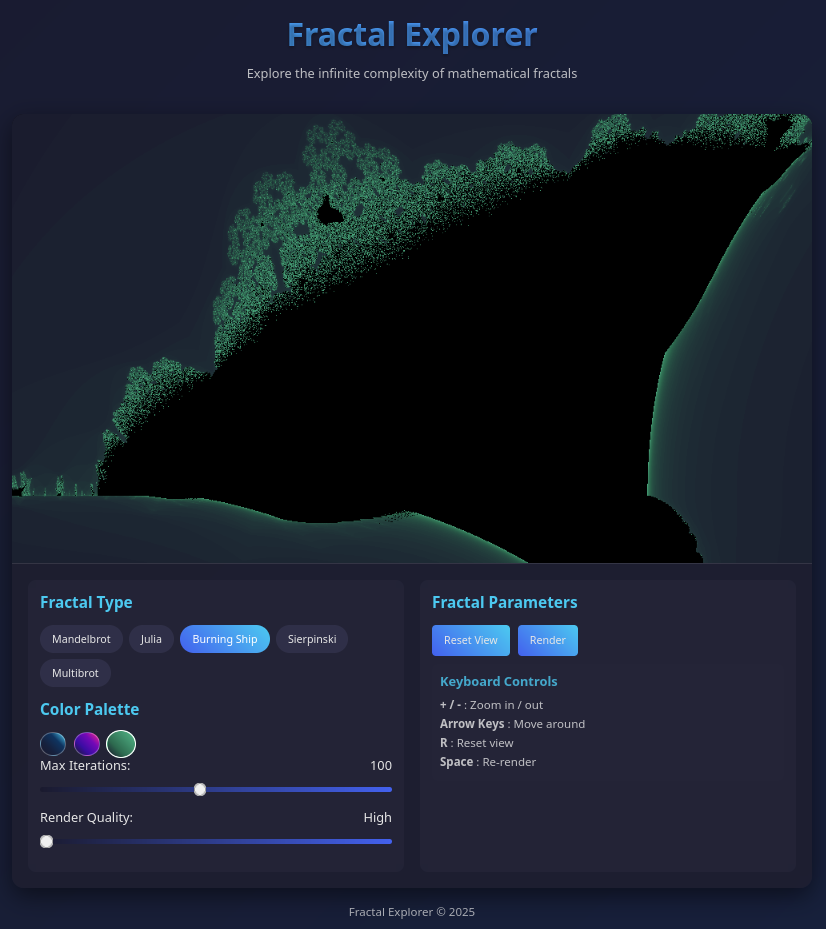 Fractal Explorer
Explore the infinite complexity of mathematical fractals
Fractal Type
Mandelbrot Julia Burning Ship Sierpinski
Multibrot
Color Palette
Max Iterations: 100
Render Quality: High
Fractal Parameters
Reset View Render
Keyboard Controls
+ / - : Zoom in / out
Arrow Keys : Move around
R : Reset view
Space : Re-render
Fractal Explorer © 2025